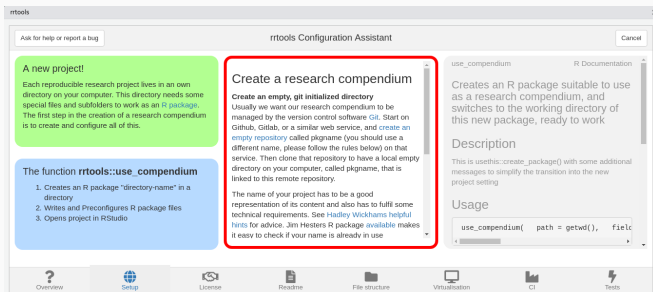 rrtools
Ask for help or report a bug
rrtools Configuration Assistant
Cancel
A new project!
Each reproducible research project lives in an own
directory on your computer. This directory needs some
special files and subfolders to work as an R package.
The first step in the creation of a research compendium
is to create and configure all of this.
The function rrtools::use_compendium
1. Creates an R package "directory-name" in a
directory
2. Writes and Preconfigures R package files
3. Opens project in RStudio
Create a research compendium
Create an empty, git initialized directory
Usually we want our research compendium to be
managed by the version control software Git. Start on
Github, Gitlab, or a similar web service, and create an
empty repository called pkgname (you should use a
different name, please follow the rules below) on that
service. Then clone that repository to have a local empty
directory on your computer, called pkgname, that is
linked to this remote repository.
The name of your project has to be a good
representation of its content and also has to fulfil some
technical requirements. See Hadley Wickhams helpful
hints for advice. Jim Hesters R package available makes
it easy to check if your name is already in use
use_compendium
R Documentation
Creates an R package suitable to use
as a research compendium, and
switches to the working directory of
this new package, ready to work
Description
This is usethis::create_package() with some additional
messages to simplify the transition into the new
project setting
Usage
use_compendium( path = getwd(), field
Overview
Setup
License
Readme
File structure
Virtualisation
CI
Tests